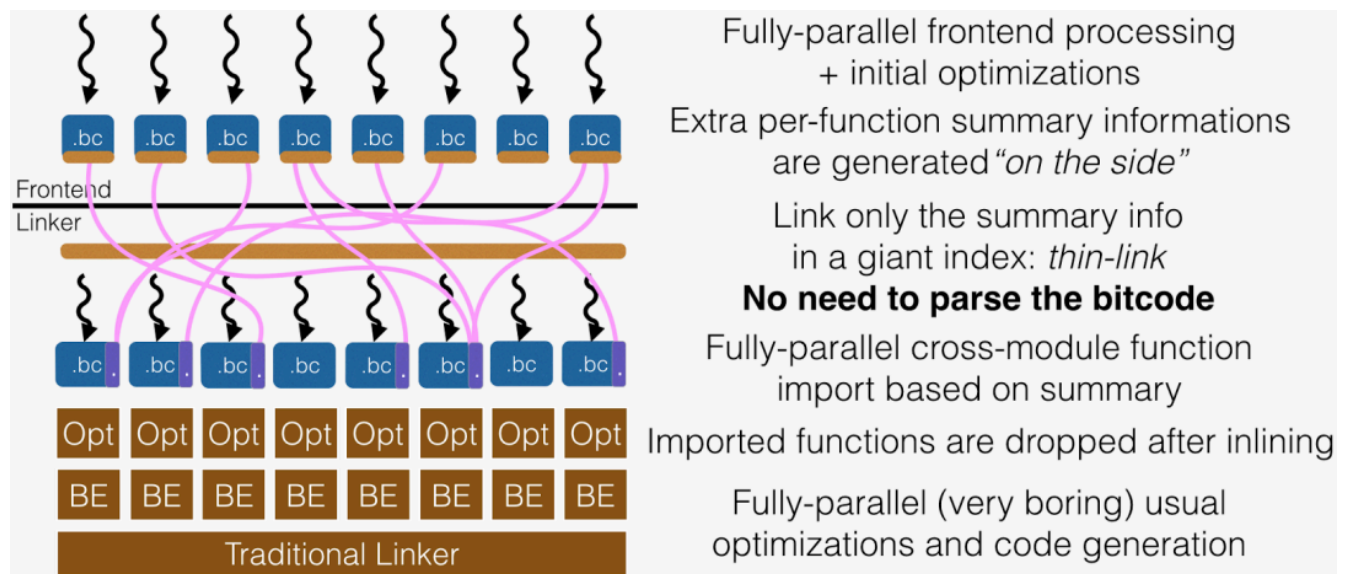 Fully-parallel frontend processing
+ initial optimizations
.bc .bc .bc .bc .bc .bc .bc .bc
Extra per-function summary informations
are generated “on the side”
Frontend
Linker
Link only the summary info
in a giant index: thin-link
No need to parse the bitcode
.bc .bc .bc .bc .bc .bc .bc .bc
Fully-parallel cross-module function
import based on summary
Opt Opt Opt Opt Opt Opt Opt Opt
Imported functions are dropped after inlining
BE BE BE BE BE BE BE BE
Fully-parallel (very boring) usual
optimizations and code generation
Traditional Linker